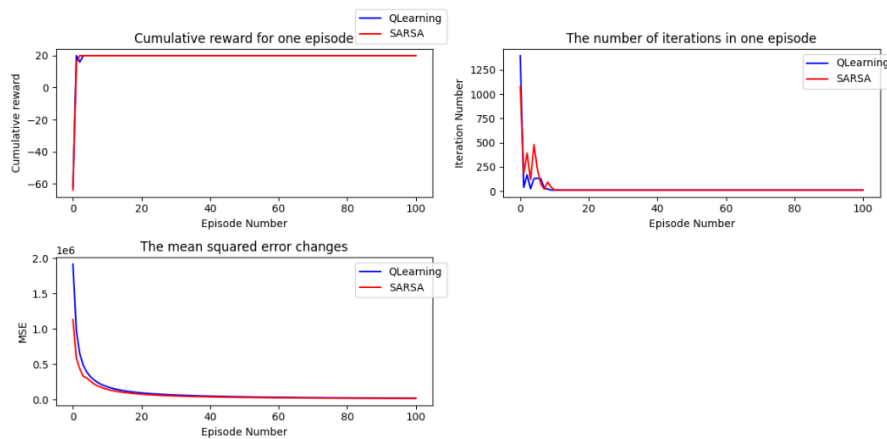 Cumulative reward for one episode
QLearning
SARSA
20
0
−20
−40
−60
Cumulative reward
0
20
40
60
80
100
Episode Number
The number of iterations in one episode
QLearning
SARSA
1250
1000
750
500
250
0
Iteration Number
0
20
40
60
80
100
Episode Number
The mean squared error changes
1e6
QLearning
SARSA
2.0
1.5
1.0
0.5
0.0
MSE
0
20
40
60
80
100
Episode Number